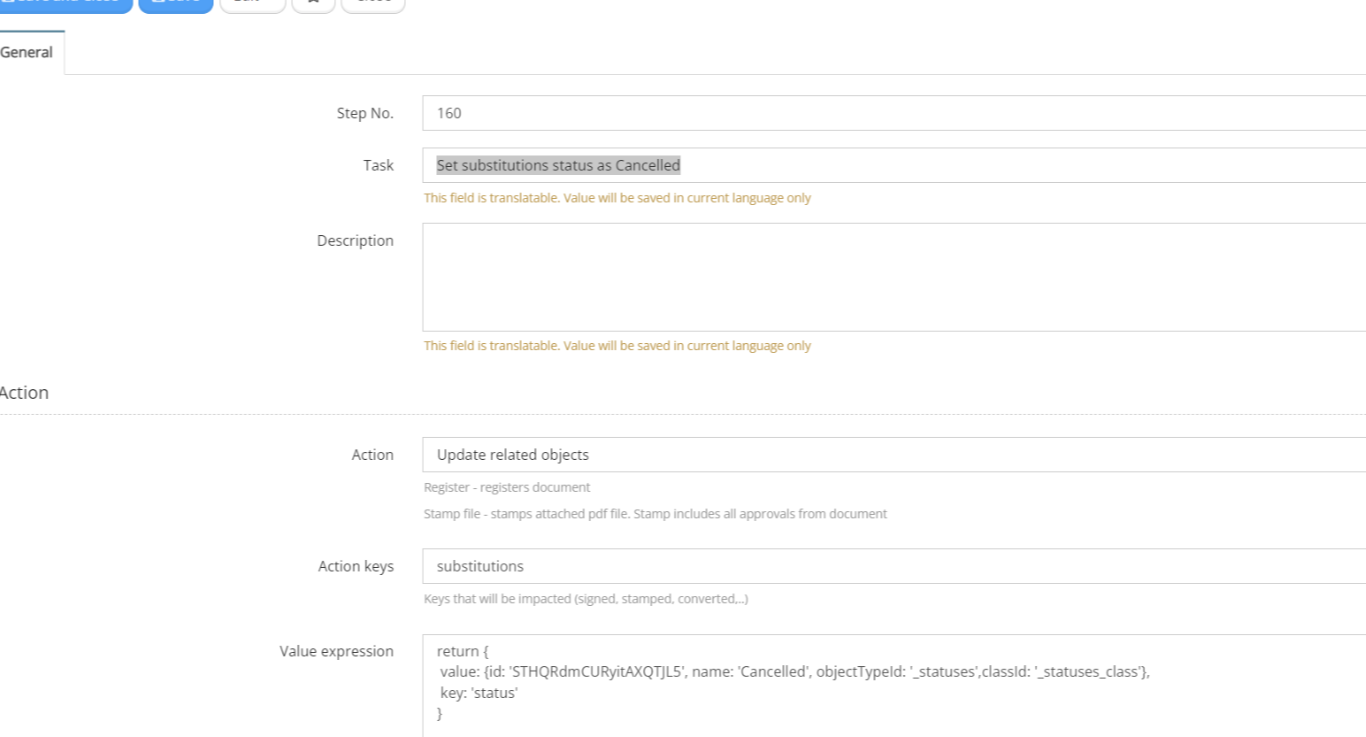 General
Step No.
160
Task
Set substitutions status as Cancelled
This field is translatable. Value will be saved in current language only
Description
This field is translatable. Value will be saved in current language only
Action
Action
Update related objects
Register - registers document
Stamp file - stamps attached pdf file. Stamp includes all approvals from document
Action keys
substitutions
Keys that will be impacted (signed, stamped, converted,..)
Value expression
return {
value: {id: 'STHQRdmCURyitAXQTJL5', name: 'Cancelled', objectTypeId: '_statuses',classId: '_statuses_class'},
key: 'status'
}